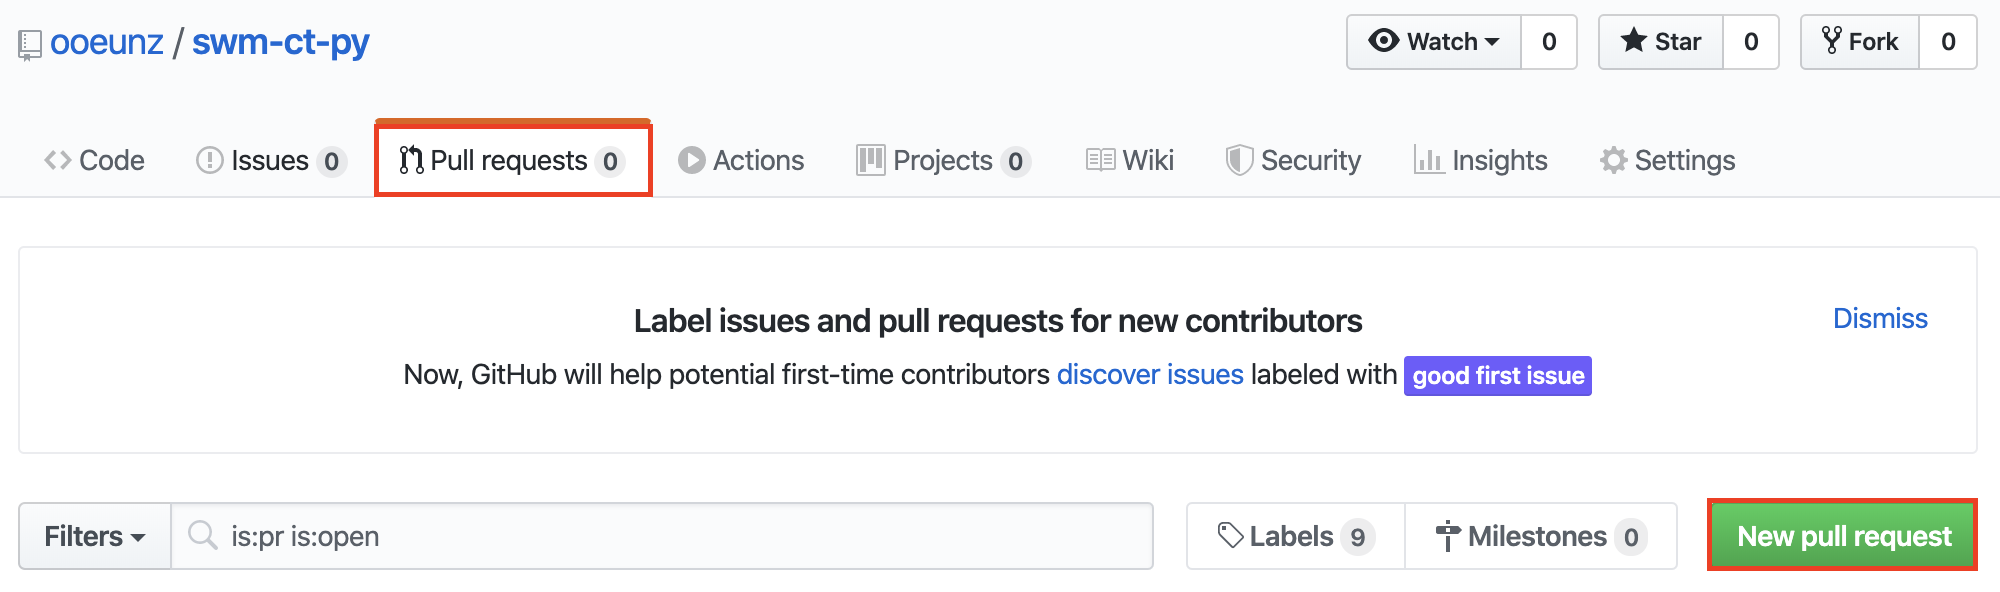 ooeunz / swm-ct-py
Watch 0 Star 0 Fork 0
Code Issues 0 Pull requests 0 Actions Projects 0 Wiki Security Insights Settings
Label issues and pull requests for new contributors
Dismiss
Now, GitHub will help potential first-time contributors discover issues labeled with good first issue
Filters is:pr is:open Labels 9 Milestones 0 New pull request